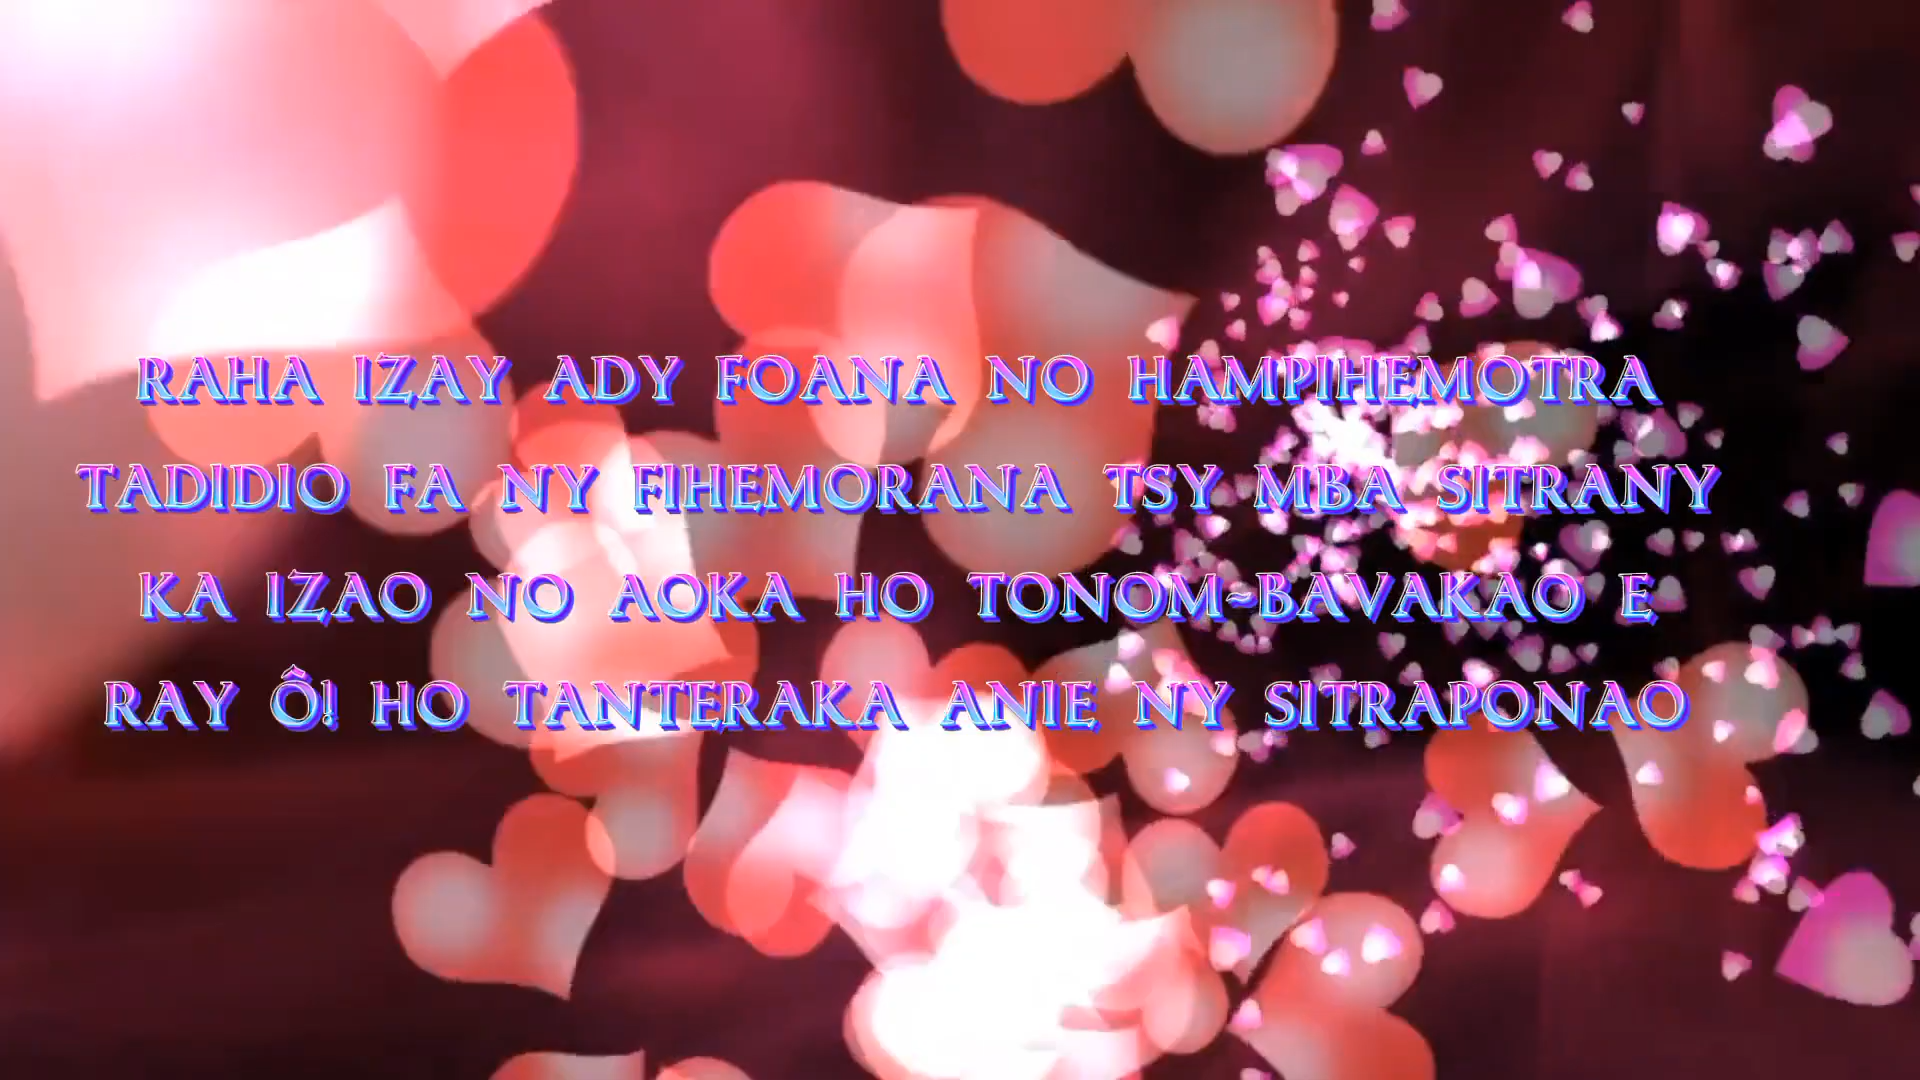 RAHA IZAY ADY FOANA NO HAMPIHEMOTRA
TADIDIO FA NY FIHEMORANA TSY MBA SITRANY
KA IZAO NO AOKA HO TONOM-BAVAKAO E
RAY Ô! HO TANTERAKA ANIE NY SITRAPONAO